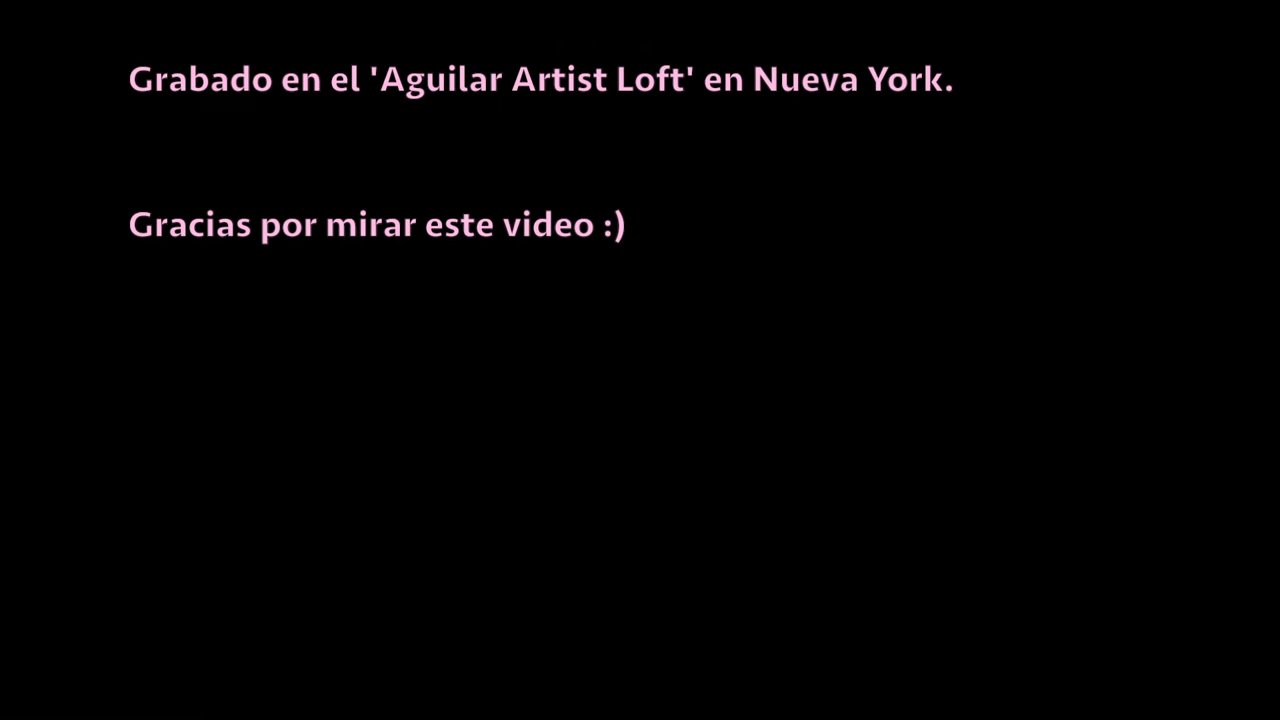 Grabado en el 'Aguilar Artist Loft' en Nueva York.
Gracias por mirar este video :)